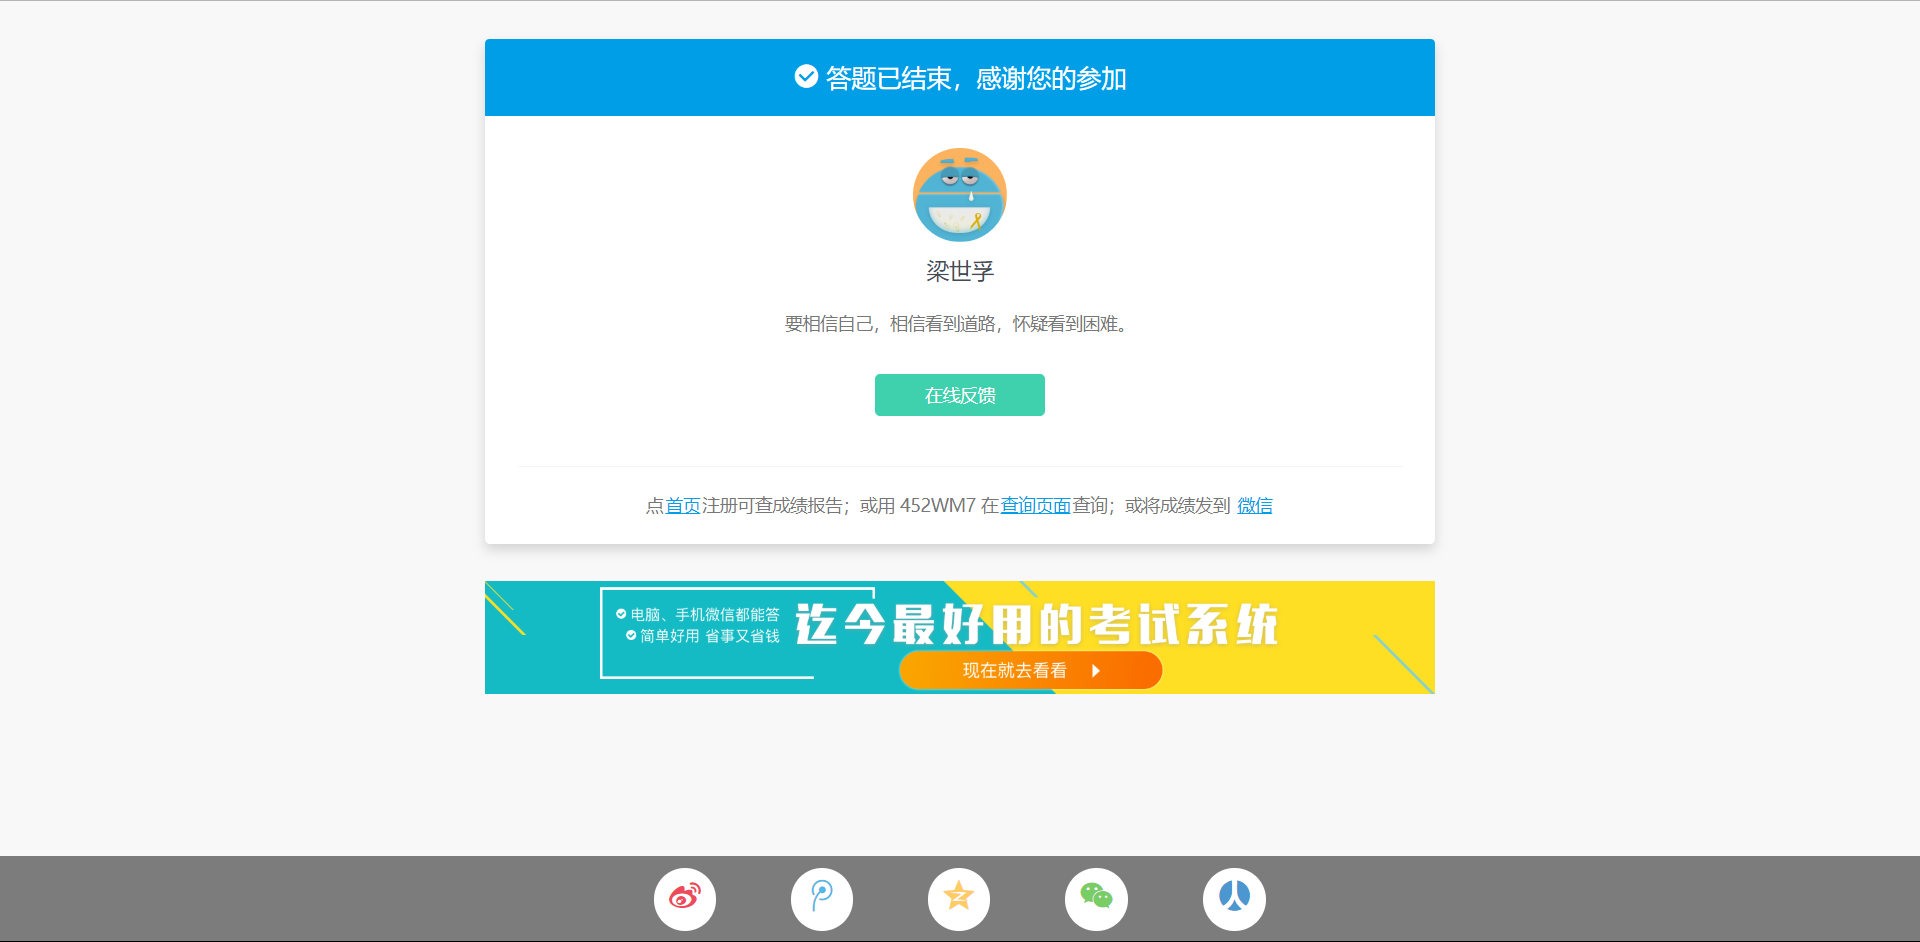 答题已结束，感谢您的参加
梁世孚
要相信自己，相信看到道路，怀疑看到困难。
在线反馈
点首页注册可查成绩报告；或用 452WM7 在查询页面查询；或将成绩发到 微信
电脑、手机微信都能答
简单好用 省事又省钱
迄今最好用的考试系统
现在就去看看